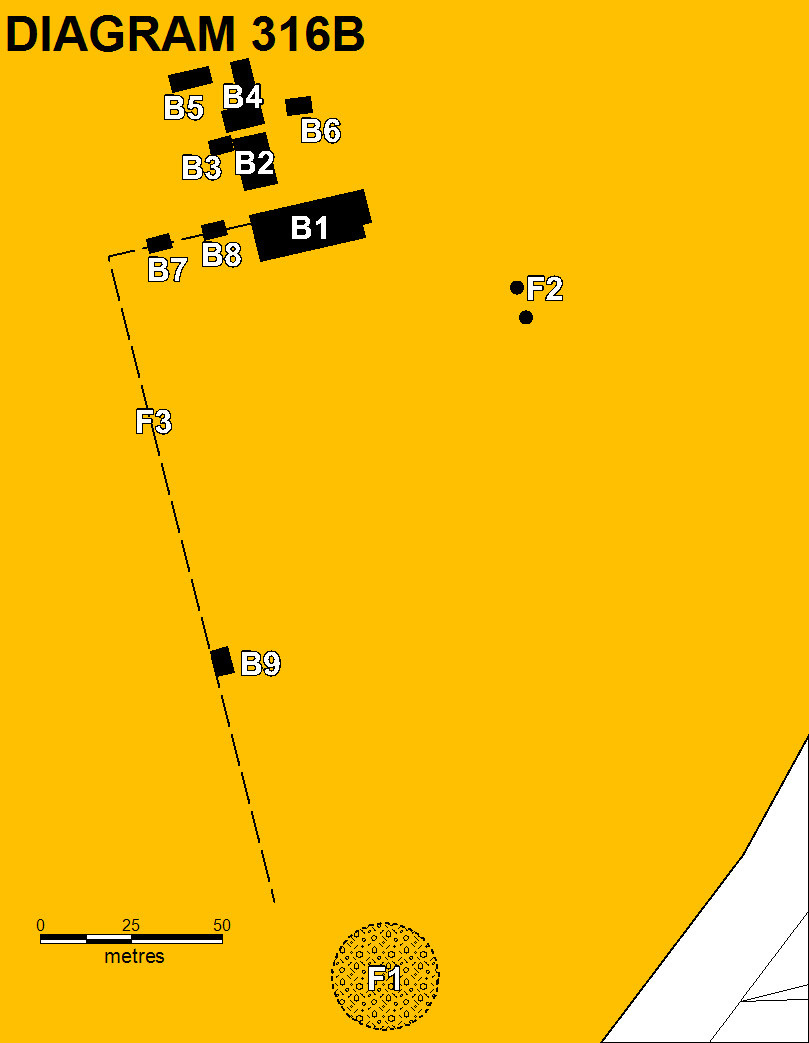 DIAGRAM 316B
B5
B4
B6
B3
B2
B1
B8
B7
F2
F3
B9
0 25 50
metres
F1